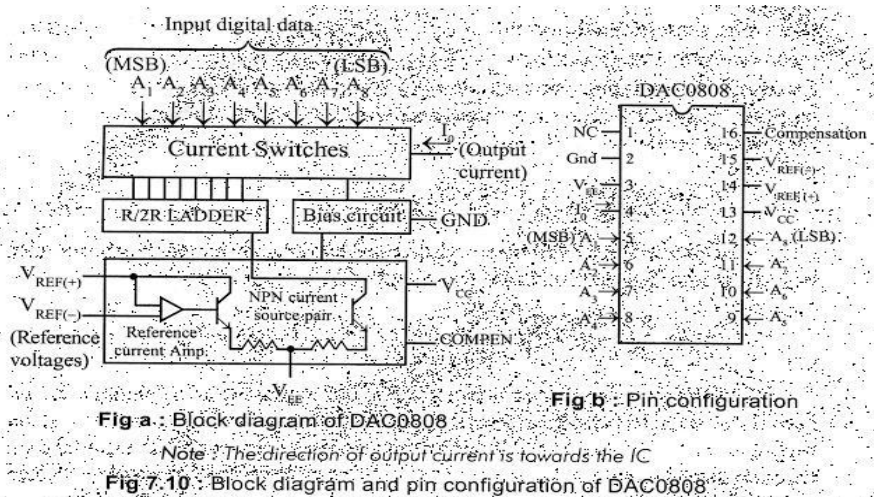 Input digital data
(MSB) (LSB)
A1 A2 A3 A4 A5 A6 A7 A8
Current Switches
I0
(Output
current)
R/2R LADDER
Bias circuit
GND
VREF(+)
VREF(−)
(Reference
voltages)
Reference
current Amp.
NPN current
source pair
VCC
COMPEN
VEE
Fig a : Block diagram of DAC0808
DAC0808
NC 1
Gnd 2
VEE 3
I0 4
(MSB) A1 5
A2 6
A3 7
A4 8
16 Compensation
15 VREF(−)
14 VREF(+)
13 VCC
12 A8 (LSB)
11 A7
10 A6
9 A5
Fig b : Pin configuration
Note : The direction of output current is towards the IC
Fig 7.10 : Block diagram and pin configuration of DAC0808